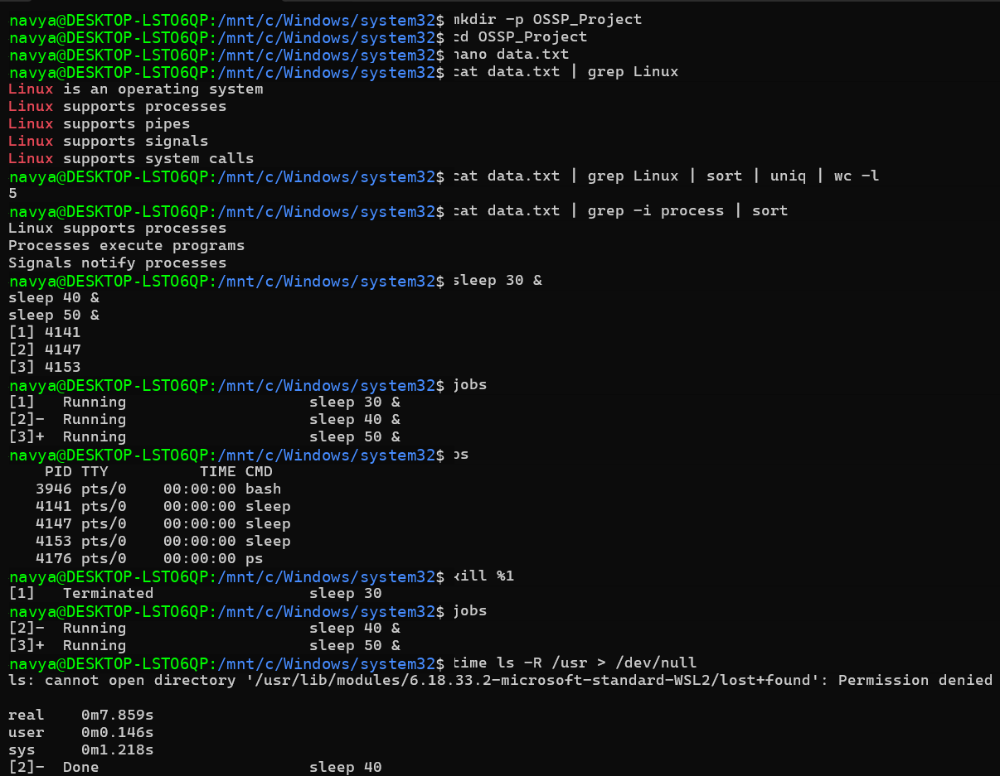 navya@DESKTOP-LSTO6QP:/mnt/c/Windows/system32$ mkdir -p OSSP_Project
navya@DESKTOP-LSTO6QP:/mnt/c/Windows/system32$ cd OSSP_Project
navya@DESKTOP-LSTO6QP:/mnt/c/Windows/system32$ nano data.txt
navya@DESKTOP-LSTO6QP:/mnt/c/Windows/system32$ cat data.txt | grep Linux
Linux is an operating system
Linux supports processes
Linux supports pipes
Linux supports signals
Linux supports system calls
navya@DESKTOP-LSTO6QP:/mnt/c/Windows/system32$ cat data.txt | grep Linux | sort | uniq | wc -l
5
navya@DESKTOP-LSTO6QP:/mnt/c/Windows/system32$ cat data.txt | grep -i process | sort
Linux supports processes
Processes execute programs
Signals notify processes
navya@DESKTOP-LSTO6QP:/mnt/c/Windows/system32$ sleep 30 &
sleep 40 &
sleep 50 &
[1] 4141
[2] 4147
[3] 4153
navya@DESKTOP-LSTO6QP:/mnt/c/Windows/system32$ jobs
[1]   Running                    sleep 30 &
[2]-  Running                    sleep 40 &
[3]+  Running                    sleep 50 &
navya@DESKTOP-LSTO6QP:/mnt/c/Windows/system32$ ps
    PID TTY          TIME CMD
   3946 pts/0    00:00:00 bash
   4141 pts/0    00:00:00 sleep
   4147 pts/0    00:00:00 sleep
   4153 pts/0    00:00:00 sleep
   4176 pts/0    00:00:00 ps
navya@DESKTOP-LSTO6QP:/mnt/c/Windows/system32$ kill %1
[1]   Terminated                 sleep 30
navya@DESKTOP-LSTO6QP:/mnt/c/Windows/system32$ jobs
[2]-  Running                    sleep 40 &
[3]+  Running                    sleep 50 &
navya@DESKTOP-LSTO6QP:/mnt/c/Windows/system32$ time ls -R /usr > /dev/null
ls: cannot open directory '/usr/lib/modules/6.18.33.2-microsoft-standard-WSL2/lost+found': Permission denied

real    0m7.859s
user    0m0.146s
sys     0m1.218s
[2]-  Done                       sleep 40